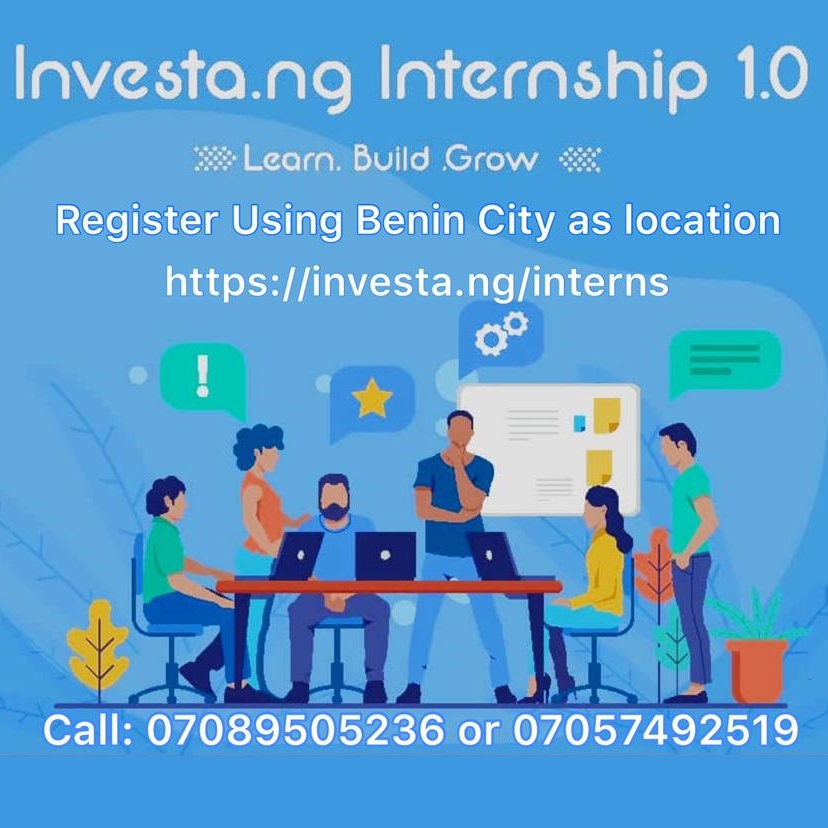 Investa.ng Internship 1.0
Learn. Build .Grow
Register Using Benin City as location
https://investa.ng/interns
Call: 07089505236 or 07057492519